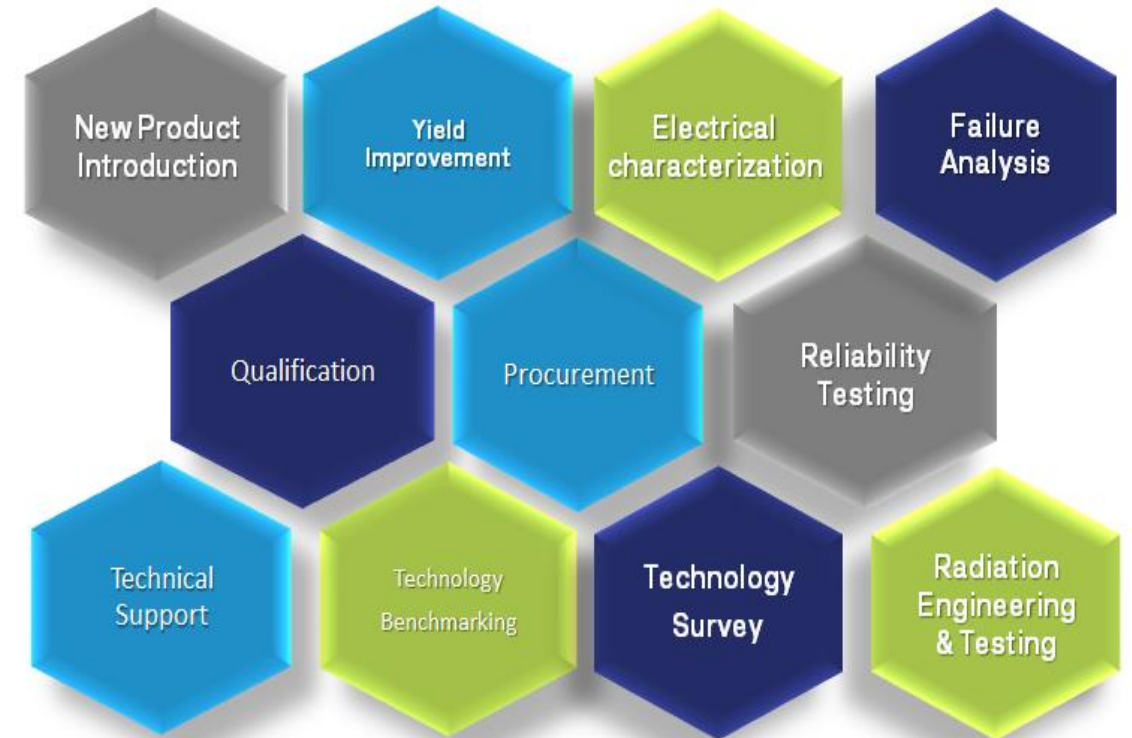 New Product
Introduction
Yield
Improvement
Electrical
characterization
Failure
Analysis
Qualification
Procurement
Reliability
Testing
Technical
Support
Technology
Benchmarking
Technology
Survey
Radiation
Engineering
& Testing